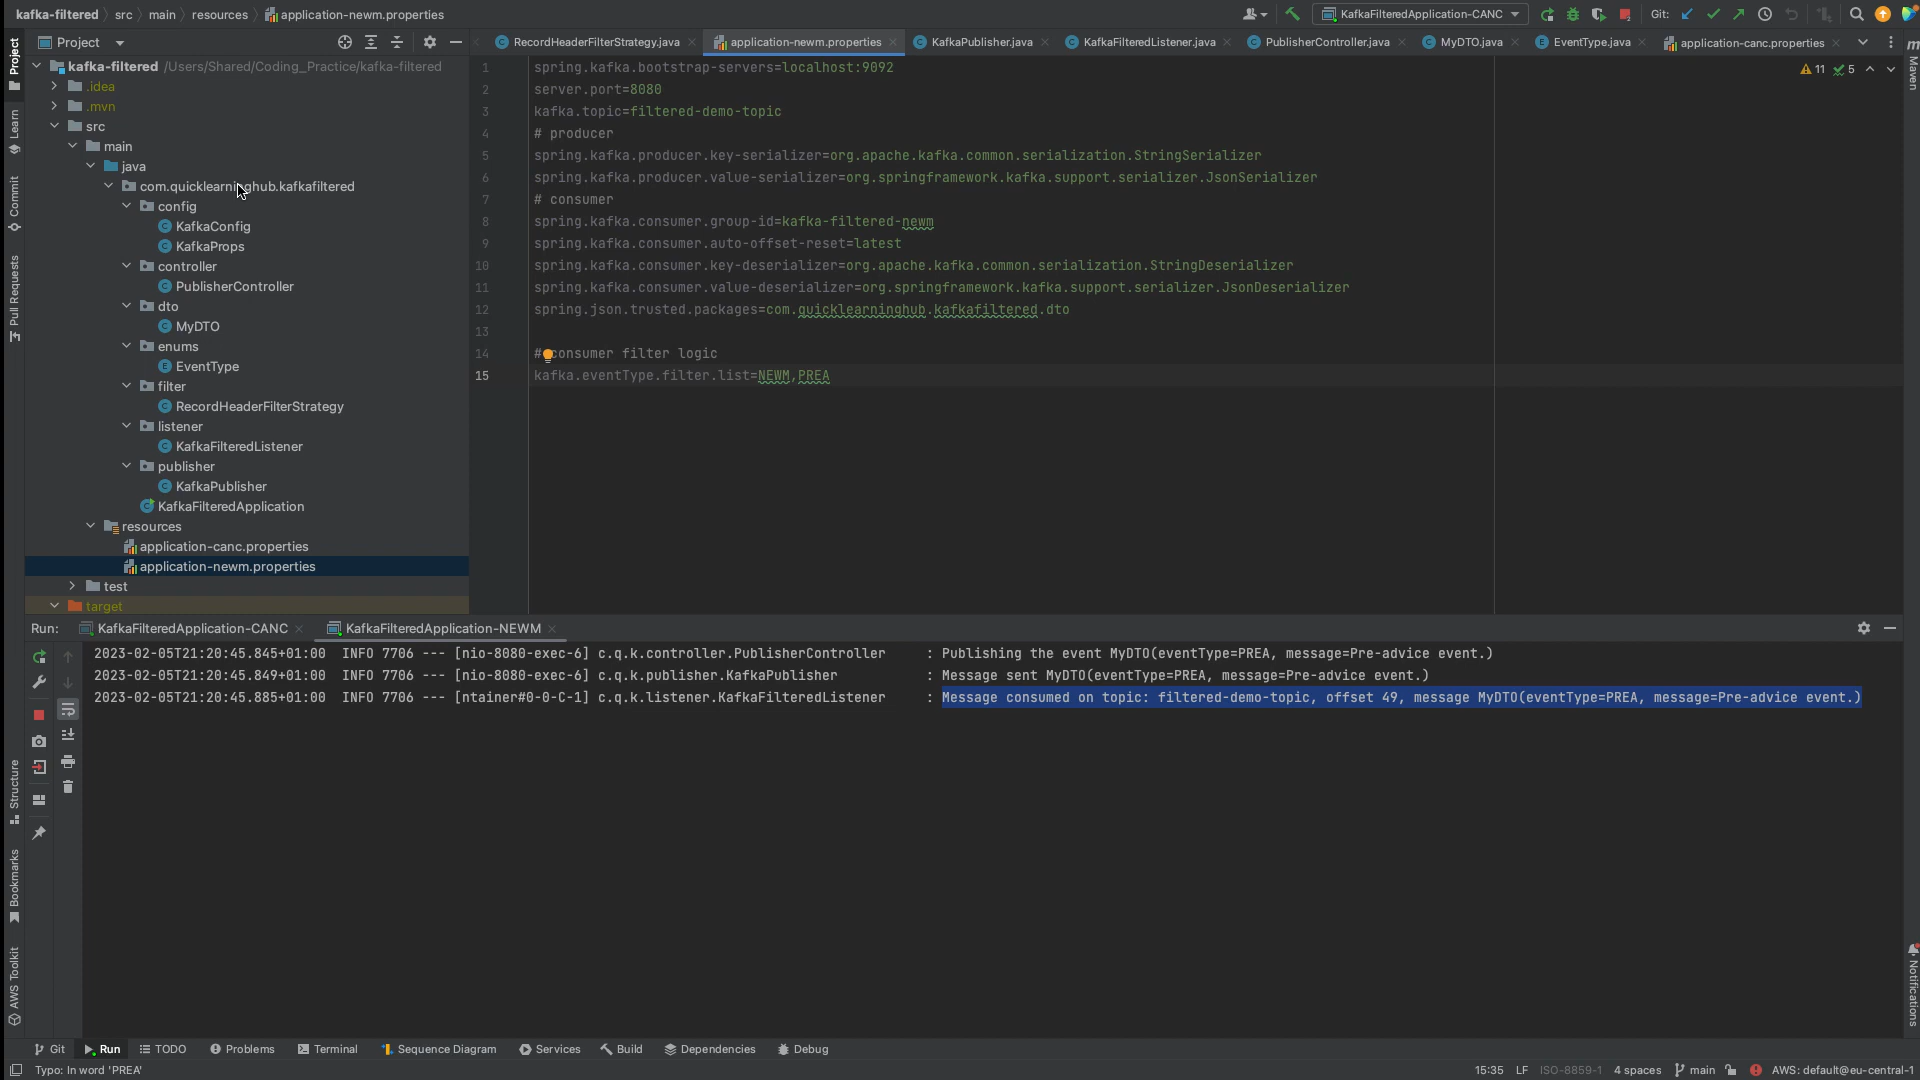 kafka-filtered src main resources application-newm.properties
KafkaFilteredApplication-CANC
Git:
Project
RecordHeaderFilterStrategy.java application-newm.properties KafkaPublisher.java KafkaFilteredListener.java PublisherController.java MyDTO.java EventType.java application-canc.properties
kafka-filtered /Users/Shared/Coding_Practice/kafka-filtered
.idea
.mvn
src
main
java
com.quicklearninghub.kafkafiltered
config
KafkaConfig
KafkaProps
controller
PublisherController
dto
MyDTO
enums
EventType
filter
RecordHeaderFilterStrategy
listener
KafkaFilteredListener
publisher
KafkaPublisher
KafkaFilteredApplication
resources
application-canc.properties
application-newm.properties
test
target
1 spring.kafka.bootstrap-servers=localhost:9092
2 server.port=8080
3 kafka.topic=filtered-demo-topic
4 # producer
5 spring.kafka.producer.key-serializer=org.apache.kafka.common.serialization.StringSerializer
6 spring.kafka.producer.value-serializer=org.springframework.kafka.support.serializer.JsonSerializer
7 # consumer
8 spring.kafka.consumer.group-id=kafka-filtered-newm
9 spring.kafka.consumer.auto-offset-reset=latest
10 spring.kafka.consumer.key-deserializer=org.apache.kafka.common.serialization.StringDeserializer
11 spring.kafka.consumer.value-deserializer=org.springframework.kafka.support.serializer.JsonDeserializer
12 spring.json.trusted.packages=com.quicklearninghub.kafkafiltered.dto
13
14 # consumer filter logic
15 kafka.eventType.filter.list=NEWM,PREA
11 5
Project
Learn
Commit
Pull Requests
Structure
Bookmarks
AWS Toolkit
Maven
Notifications
Run: KafkaFilteredApplication-CANC KafkaFilteredApplication-NEWM
2023-02-05T21:20:45.845+01:00 INFO 7706 --- [nio-8080-exec-6] c.q.k.controller.PublisherController : Publishing the event MyDTO(eventType=PREA, message=Pre-advice event.)
2023-02-05T21:20:45.849+01:00 INFO 7706 --- [nio-8080-exec-6] c.q.k.publisher.KafkaPublisher : Message sent MyDTO(eventType=PREA, message=Pre-advice event.)
2023-02-05T21:20:45.885+01:00 INFO 7706 --- [ntainer#0-0-C-1] c.q.k.listener.KafkaFilteredListener : Message consumed on topic: filtered-demo-topic, offset 49, message MyDTO(eventType=PREA, message=Pre-advice event.)
Git Run TODO Problems Terminal Sequence Diagram Services Build Dependencies Debug
Typo: In word 'PREA' 15:35 LF ISO-8859-1 4 spaces main AWS: default@eu-central-1